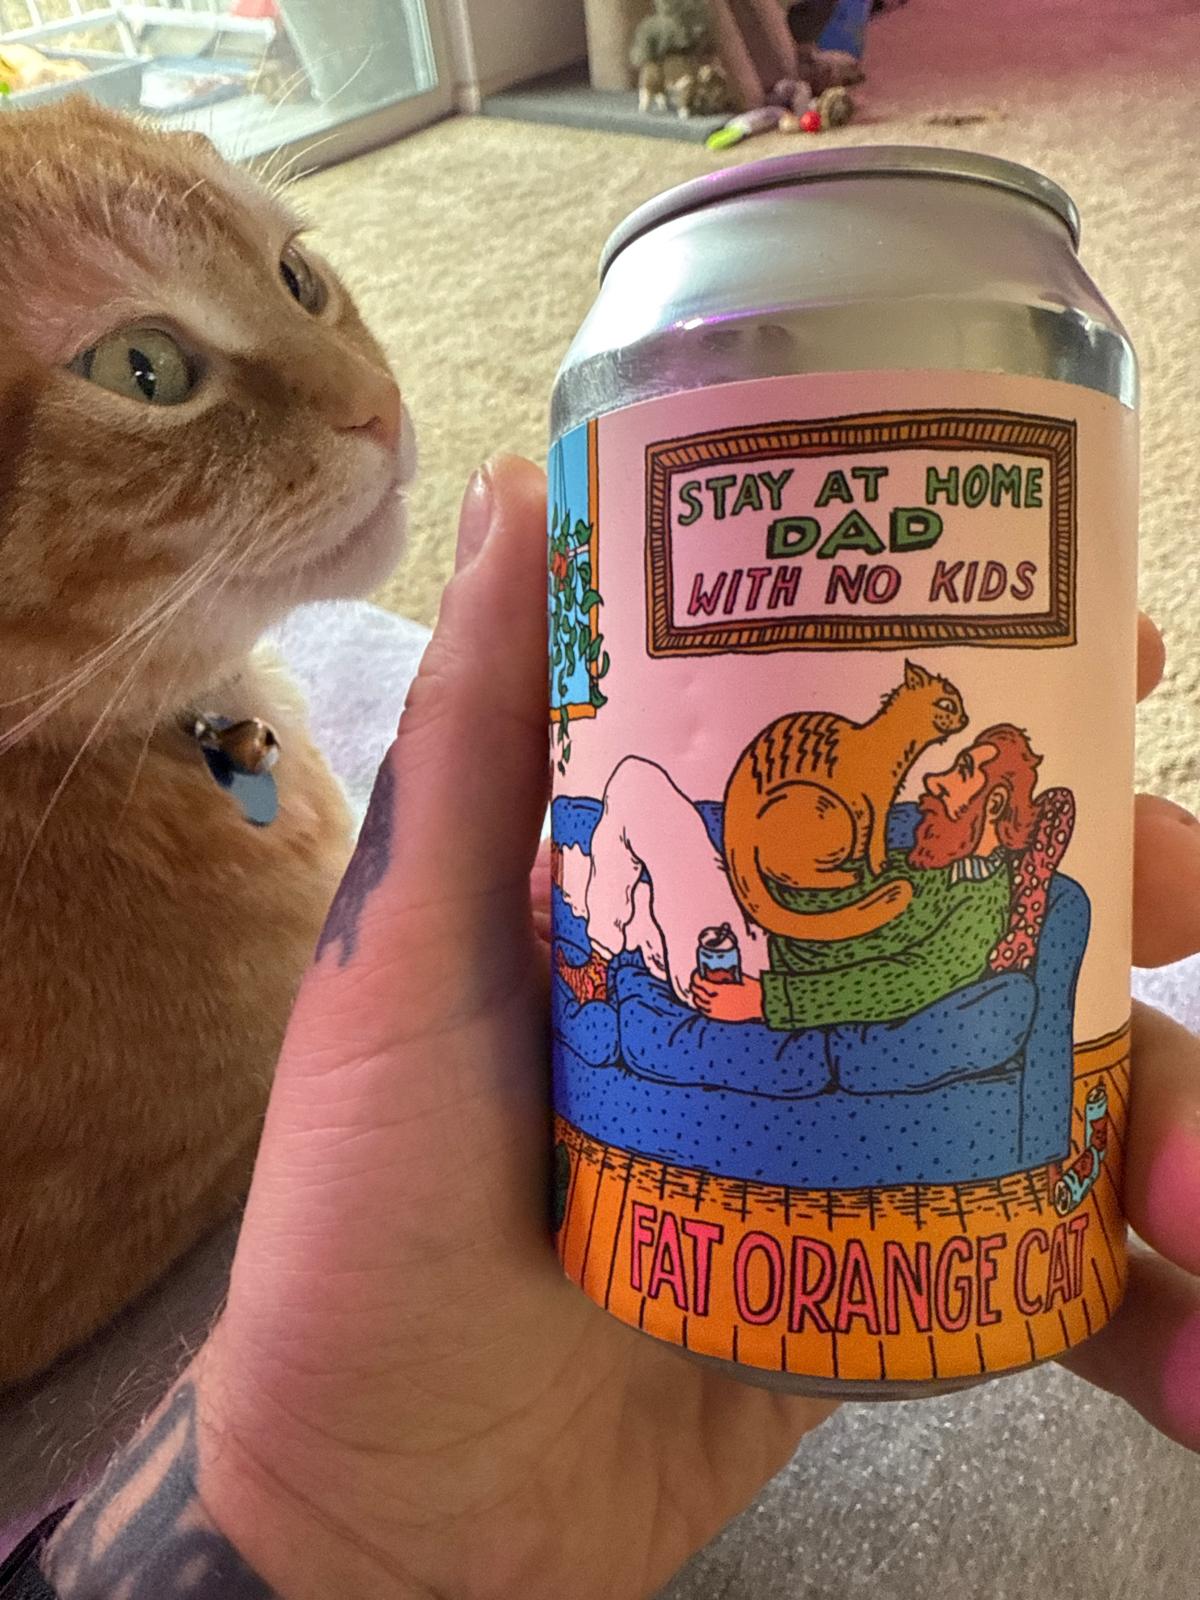 STAY AT HOME
DAD
WITH NO KIDS
FAT ORANGE CAT